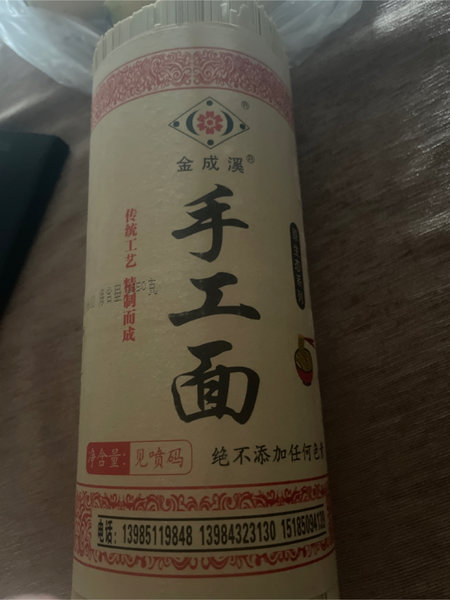 金成溪®
手工面
传统工艺 精制而成
净含量：见喷码
绝不添加任何色
电话：13985119848 13984323130 15185094